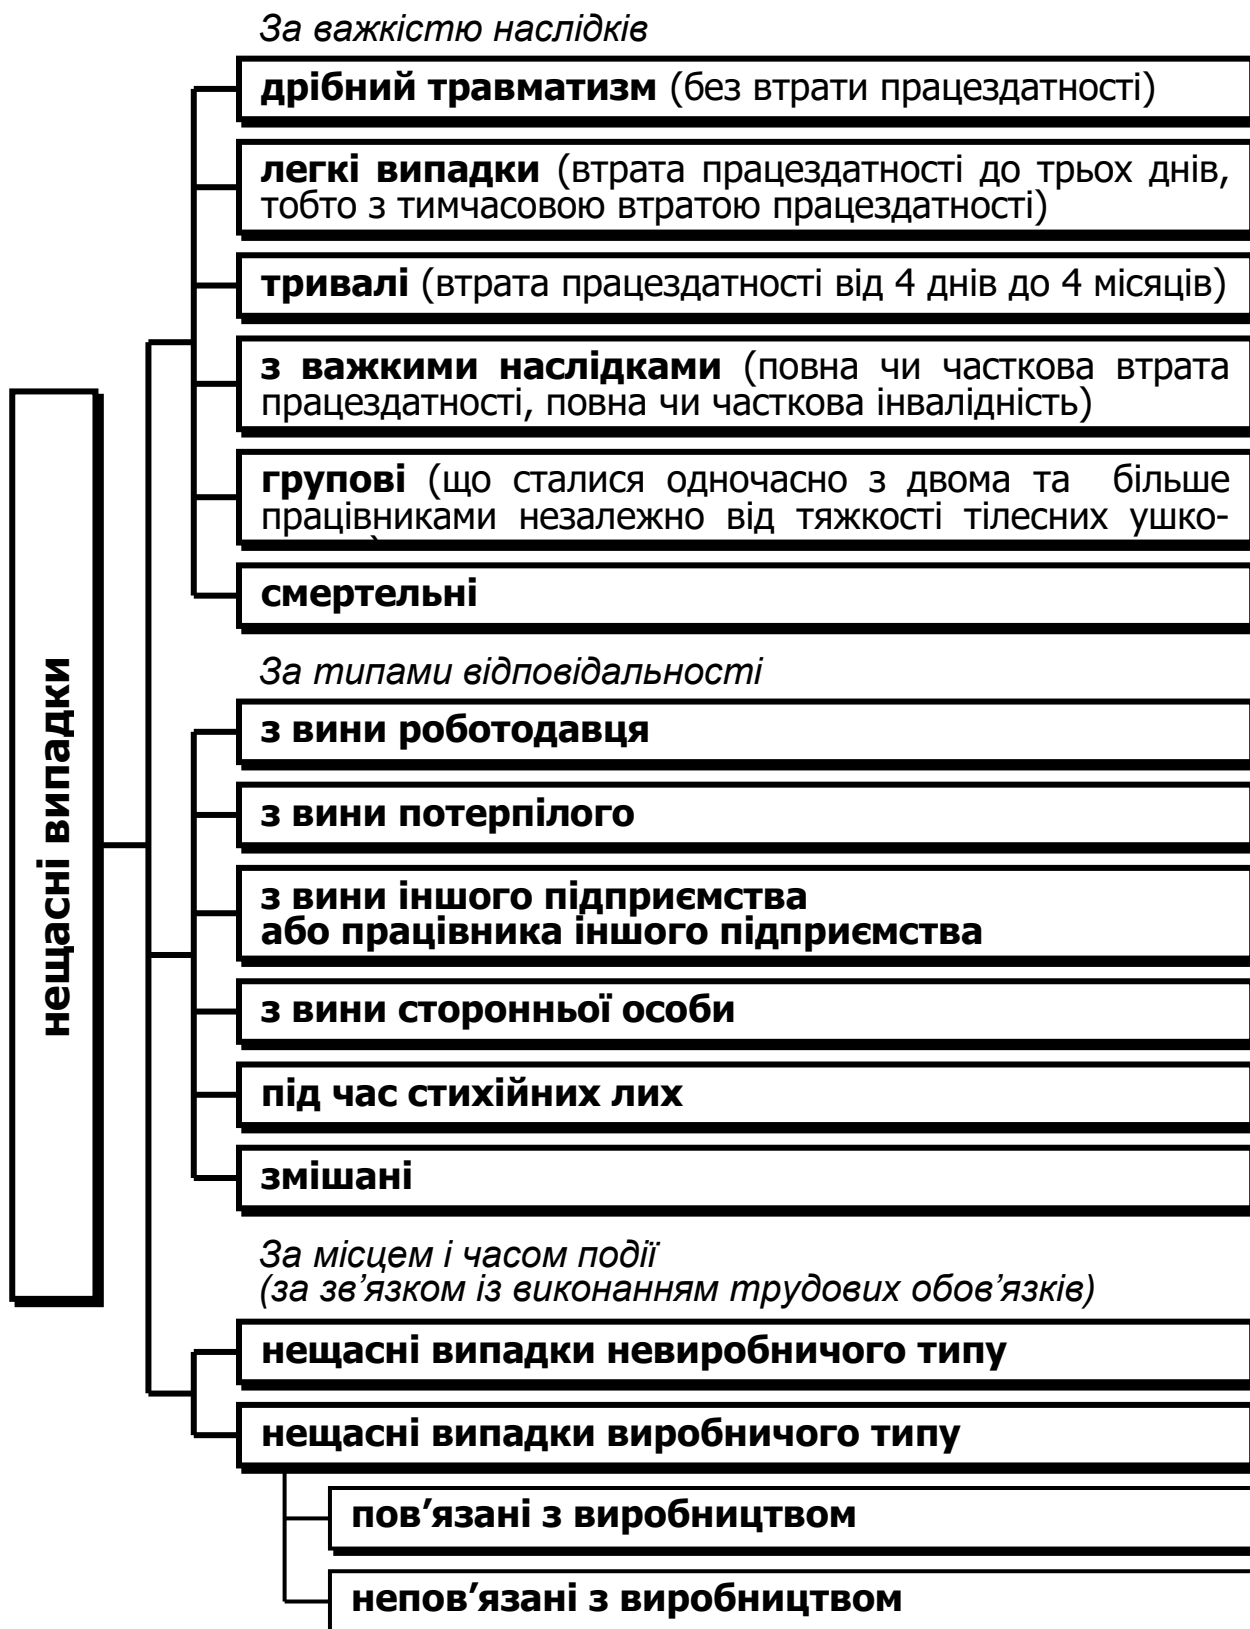 За важкістю наслідків
дрібний травматизм (без втрати працездатності)
легкі випадки (втрата працездатності до трьох днів,
тобто з тимчасовою втратою працездатності)
тривалі (втрата працездатності від 4 днів до 4 місяців)
з важкими наслідками (повна чи часткова втрата
працездатності, повна чи часткова інвалідність)
групові (що сталися одночасно з двома та більше
працівниками незалежно від тяжкості тілесних ушко-
смертельні
нещасні випадки
За типами відповідальності
з вини роботодавця
з вини потерпілого
з вини іншого підприємства
або працівника іншого підприємства
з вини сторонньої особи
під час стихійних лих
змішані
За місцем і часом події
(за зв’язком із виконанням трудових обов’язків)
нещасні випадки невиробничого типу
нещасні випадки виробничого типу
пов’язані з виробництвом
непов’язані з виробництвом